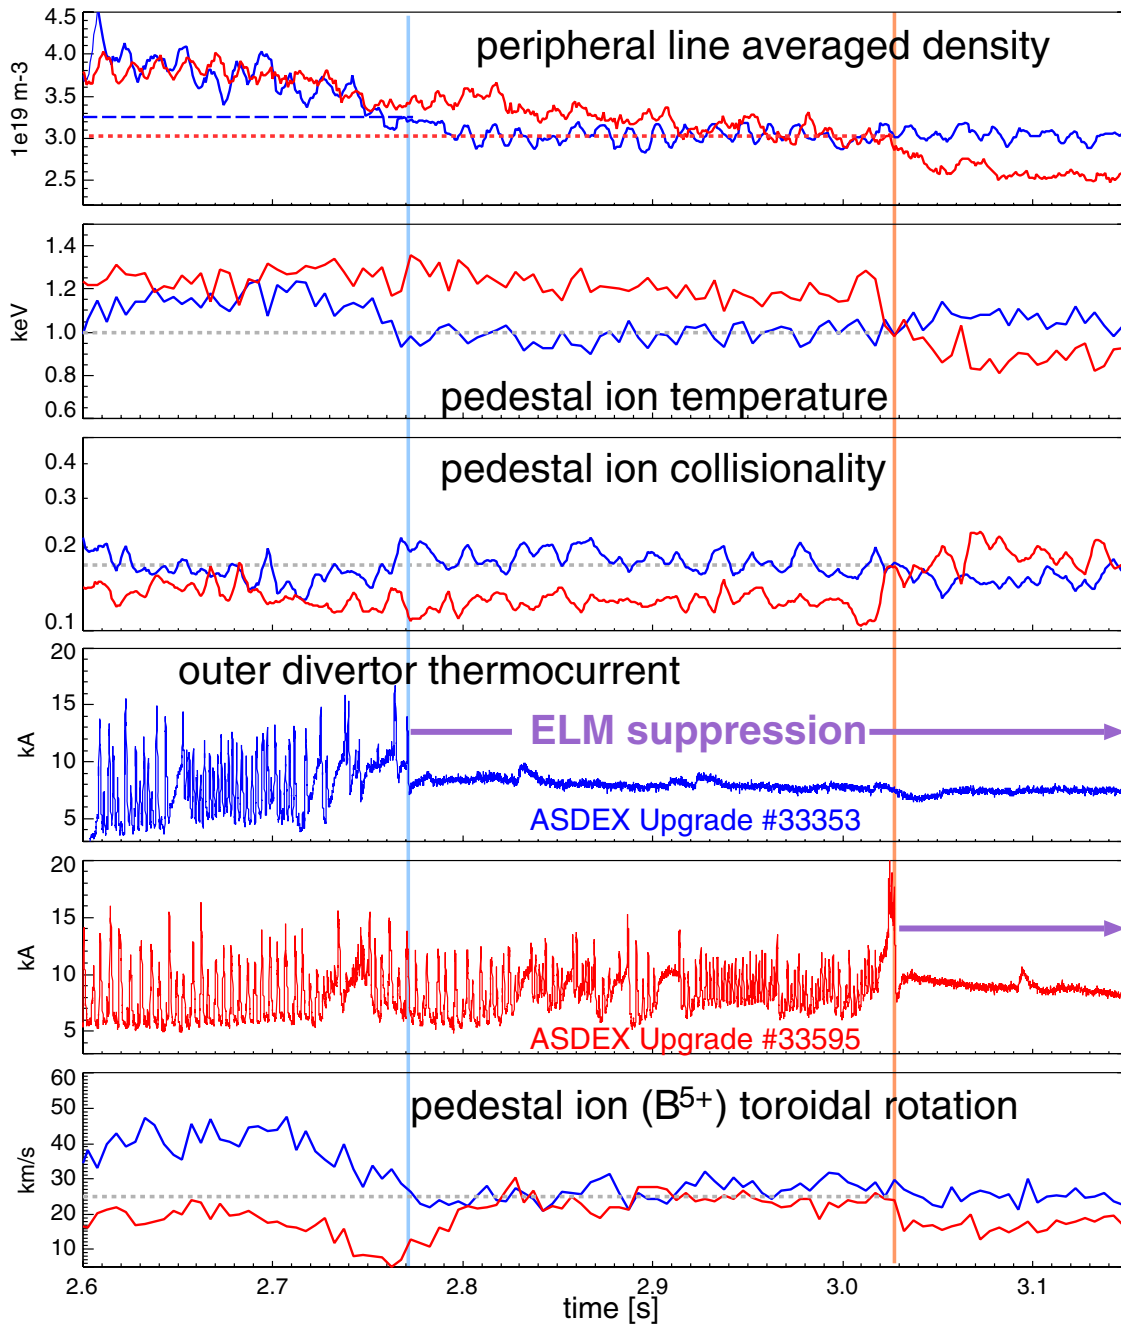 peripheral line averaged density
4.5
4.0
3.5
3.0
2.5
1e19 m-3
1.4
1.2
1.0
0.8
0.6
keV
pedestal ion temperature
pedestal ion collisionality
0.4
0.3
0.2
0.1
outer divertor thermocurrent
20
15
10
5
kA
ELM suppression
ASDEX Upgrade #33353
20
15
10
5
kA
ASDEX Upgrade #33595
pedestal ion (B5+) toroidal rotation
60
50
40
30
20
10
km/s
2.6 2.7 2.8 2.9 3.0 3.1
time [s]